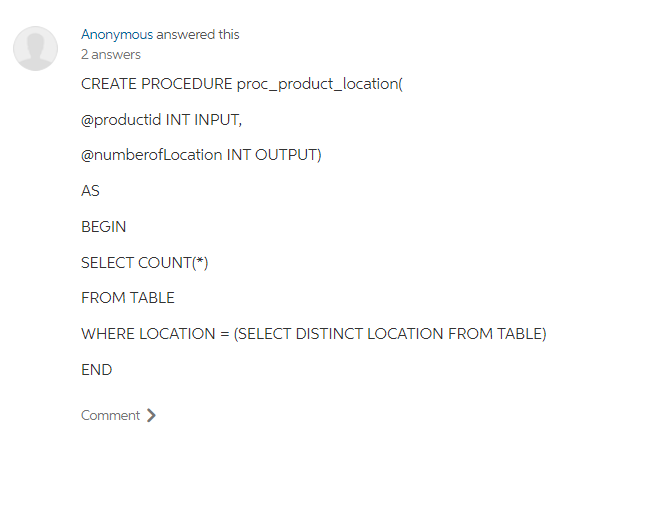 Anonymous answered this
2 answers
CREATE PROCEDURE proc_product_location(
@productid INT INPUT,
@numberofLocation INT OUTPUT)
AS
BEGIN
SELECT COUNT(*)
FROM TABLE
WHERE LOCATION = (SELECT DISTINCT LOCATION FROM TABLE)
END
Comment